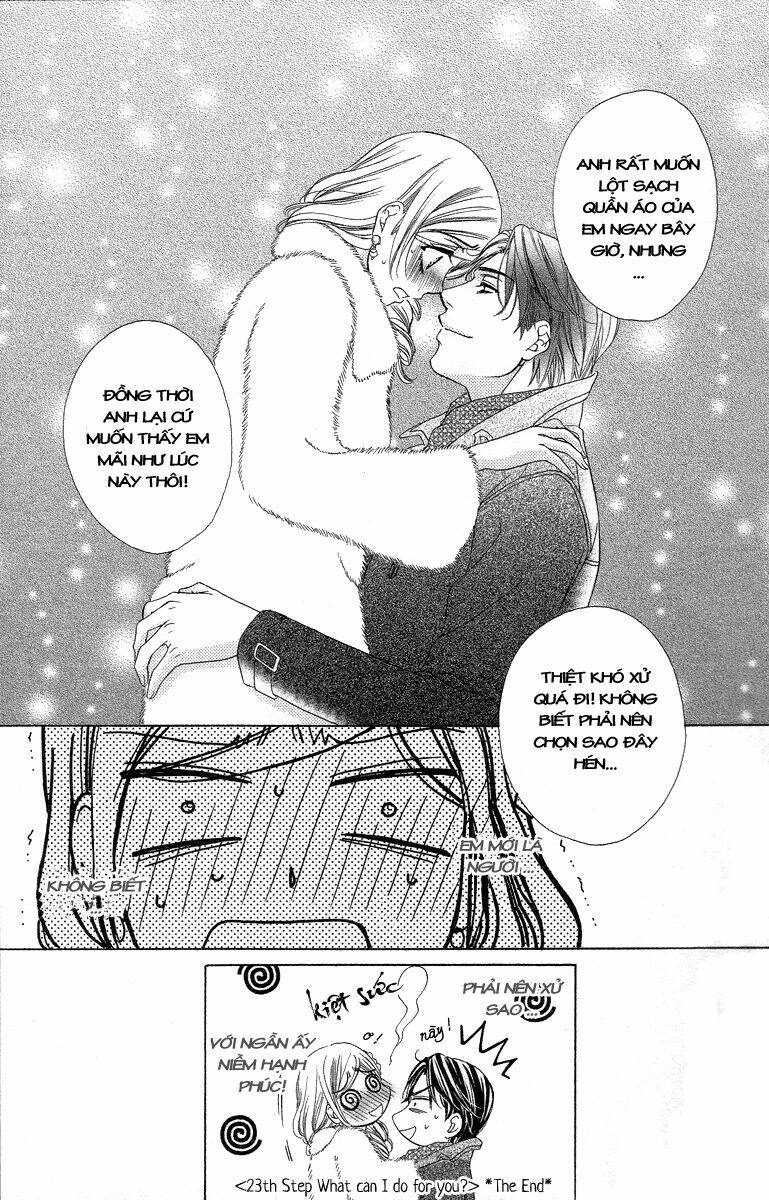 ANH RẤT MUỐN
LỘT SẠCH
QUẦN ÁO CỦA
EM NGAY BÂY
GIỜ, NHƯNG
...
ĐỒNG THỜI
ANH LẠI CỨ
MUỐN THẤY EM
MÃI NHƯ LÚC
NÀY THÔI!
THIỆT KHÓ XỬ
QUÁ ĐI! KHÔNG
BIẾT PHẢI NÊN
CHỌN SAO ĐÂY
HÉN...
EM MỚI LÀ
NGƯỜI ...
KHÔNG BIẾT
PHẢI NÊN XỬ
SAO ...
kiệt sức
ơ!
này!
VỚI NGẦN ẤY
NIỀM HẠNH
PHÚC!
<23th Step What can I do for you?> *The End*